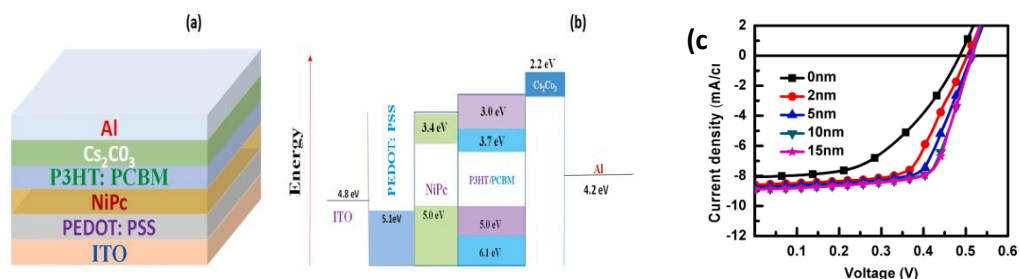 (a)
Al
Cs2C03
P3HT: PCBM
NiPc
PEDOT: PSS
ITO
(b)
Energy
4.8 eV
ITO
PEDOT: PSS
5.1eV
3.4 eV
NiPc
5.0 eV
3.0 eV
3.7 eV
P3HT/PCBM
5.0 eV
6.1 eV
2.2 eV
Cs2Co3
Al
4.2 eV
(c
Current density (mA/cı
2
0
-2
-4
-6
-8
-10
-12
0nm
2nm
5nm
10nm
15nm
0.1 0.2 0.3 0.4 0.5 0.6
Voltage (V)